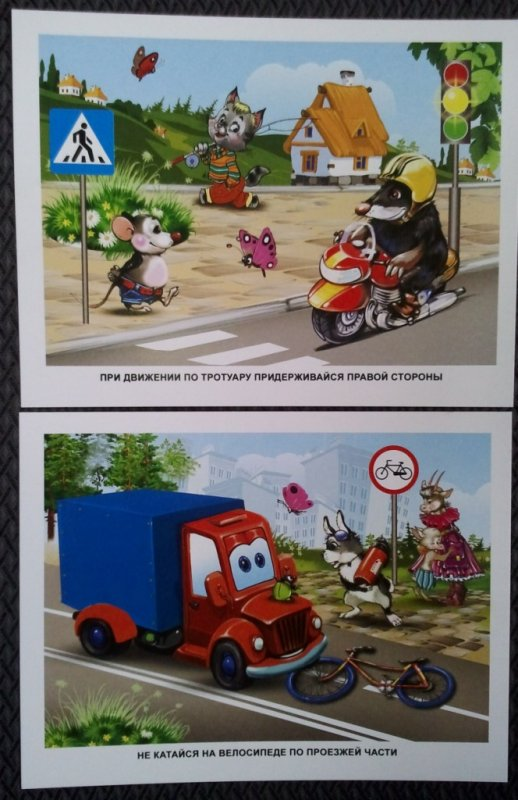 ПРИ ДВИЖЕНИИ ПО ТРОТУАРУ ПРИДЕРЖИВАЙСЯ ПРАВОЙ СТОРОНЫ
НЕ КАТАЙСЯ НА ВЕЛОСИПЕДЕ ПО ПРОЕЗЖЕЙ ЧАСТИ